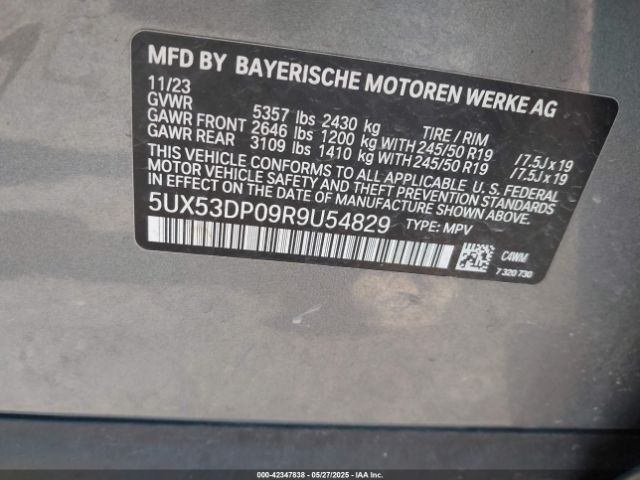 MFD BY BAYERISCHE MOTOREN WERKE AG
11/23
GVWR 5357 lbs 2430 kg TIRE / RIM
GAWR FRONT 2646 lbs 1200 kg WITH 245/50 R19 /7.5J x 19
GAWR REAR 3109 lbs 1410 kg WITH 245/50 R19 /7.5J x 19
THIS VEHICLE CONFORMS TO ALL APPLICABLE U.S. FEDERAL
MOTOR VEHICLE SAFETY AND THEFT PREVENTION STANDARDS
IN EFFECT ON THE DATE OF MANUFACTURE SHOWN ABOVE.
5UX53DP09R9U54829 TYPE: MPV
C4WM
7 320 730
000-42347838 - 05/27/2025 - IAA Inc.